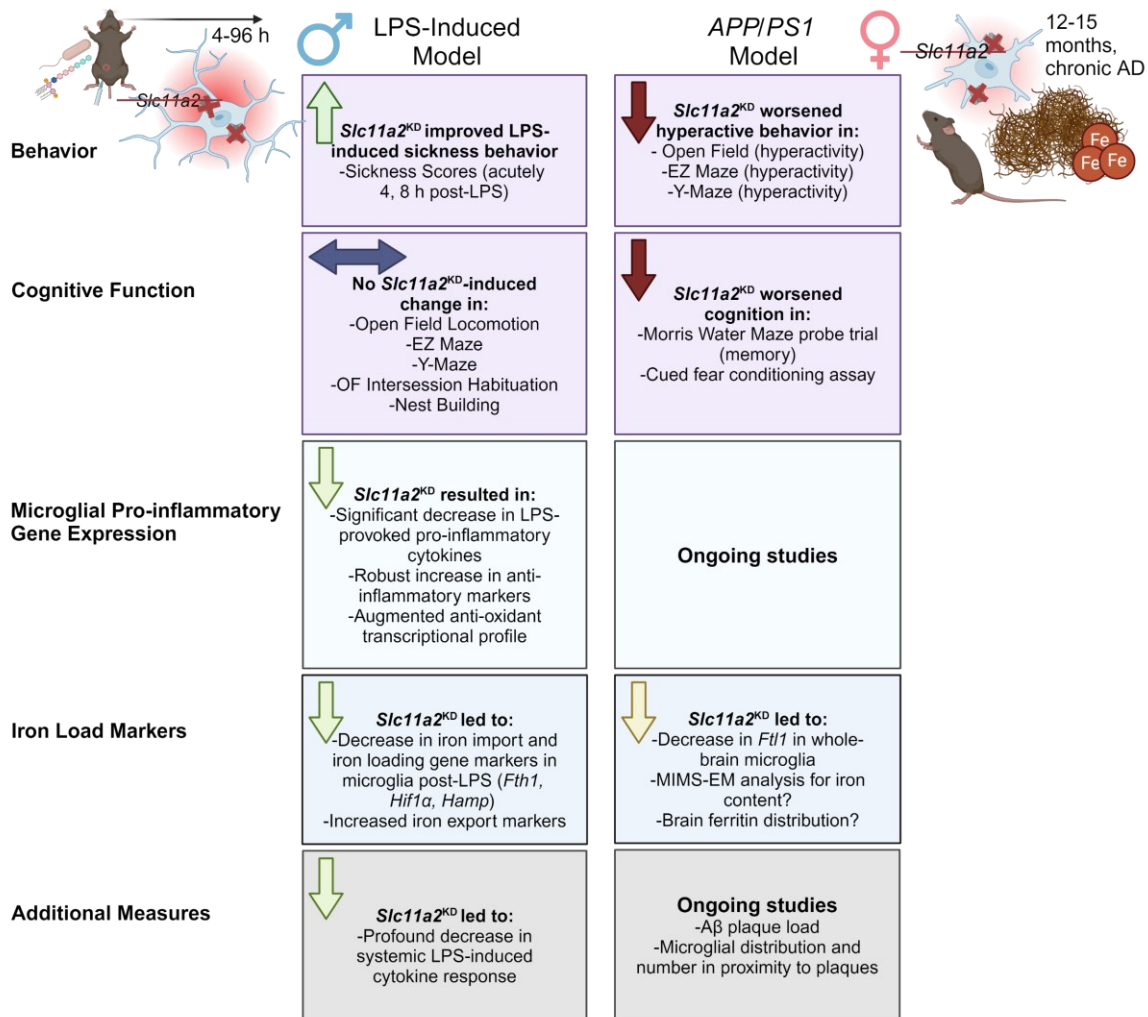 4-96 h
LPS-Induced
Model
APP/PS1
Model
12-15
months,
chronic AD
Slc11a2
Slc11a2
Fe
Fe
Fe
Behavior
Slc11a2KD improved LPS-
induced sickness behavior
-Sickness Scores (acutely
4, 8 h post-LPS)
Slc11a2KD worsened
hyperactive behavior in:
- Open Field (hyperactivity)
-EZ Maze (hyperactivity)
-Y-Maze (hyperactivity)
Cognitive Function
No Slc11a2KD-induced
change in:
-Open Field Locomotion
-EZ Maze
-Y-Maze
-OF Intersession Habituation
-Nest Building
Slc11a2KD worsened
cognition in:
-Morris Water Maze probe trial
(memory)
-Cued fear conditioning assay
Microglial Pro-inflammatory
Gene Expression
Slc11a2KD resulted in:
-Significant decrease in LPS-
provoked pro-inflammatory
cytokines
-Robust increase in anti-
inflammatory markers
-Augmented anti-oxidant
transcriptional profile
Ongoing studies
Iron Load Markers
Slc11a2KD led to:
-Decrease in iron import and
iron loading gene markers in
microglia post-LPS (Fth1,
Hif1α, Hamp)
-Increased iron export markers
Slc11a2KD led to:
-Decrease in Ftl1 in whole-
brain microglia
-MIMS-EM analysis for iron
content?
-Brain ferritin distribution?
Additional Measures
Slc11a2KD led to:
-Profound decrease in
systemic LPS-induced
cytokine response
Ongoing studies
-Aβ plaque load
-Microglial distribution and
number in proximity to plaques